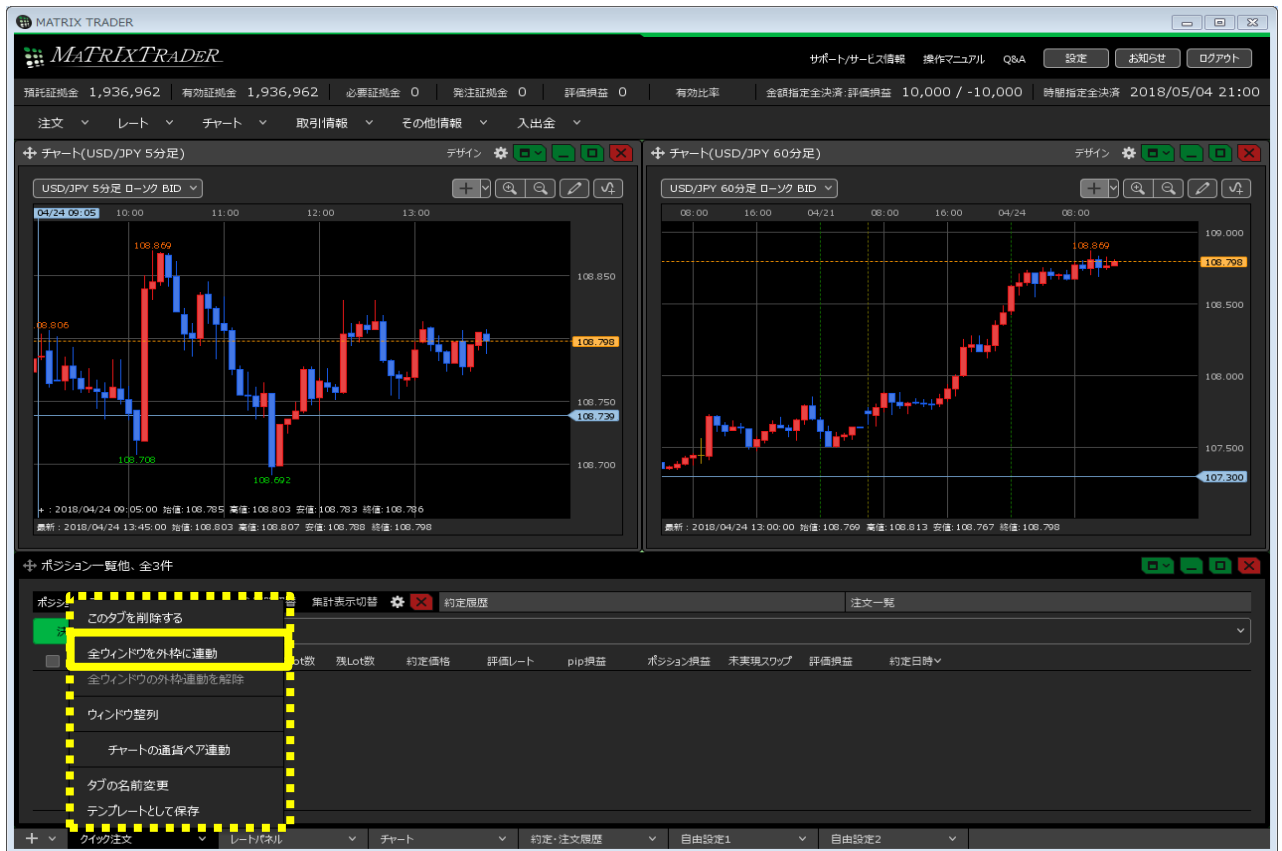 MATRIX TRADER
MATRIXTRADER
サポート/サービス情報 操作マニュアル Q&A 設定 お知らせ ログアウト
預託証拠金 1,936,962 有効証拠金 1,936,962 必要証拠金 0 発注証拠金 0 評価損益 0 有効比率 金額指定全決済:評価損益 10,000 / -10,000 時間指定全決済 2018/05/04 21:00
注文 レート チャート 取引情報 その他情報 入出金
チャート(USD/JPY 5分足) デザイン
チャート(USD/JPY 60分足) デザイン
USD/JPY 5分足 ローソク BID
USD/JPY 60分足 ローソク BID
04/24 09:05 10:00 11:00 12:00 13:00
08:00 16:00 04/21 08:00 16:00 04/24 08:00
108.869
108.850
08.806
108.798
108.750
108.739
108.708
108.700
108.692
+ : 2018/04/24 09:05:00 始値:108.785 高値:108.803 安値:108.783 終値:108.786
最新 : 2018/04/24 13:45:00 始値:108.803 高値:108.807 安値:108.788 終値:108.798
109.000
108.869
108.798
108.500
108.000
107.500
107.300
最新 : 2018/04/24 13:00:00 始値:108.769 高値:108.813 安値:108.767 終値:108.798
ポジション一覧他、全3件
ポジシ 替 集計表示切替 約定履歴 注文一覧
決
ot数 残Lot数 約定価格 評価レート pip損益 ポジション損益 未実現スワップ 評価損益 約定日時
このタブを削除する
全ウィンドウを外枠に連動
全ウィンドウの外枠連動を解除
ウィンドウ整列
チャートの通貨ペア連動
タブの名前変更
テンプレートとして保存
クイック注文 レートパネル チャート 約定・注文履歴 自由設定1 自由設定2